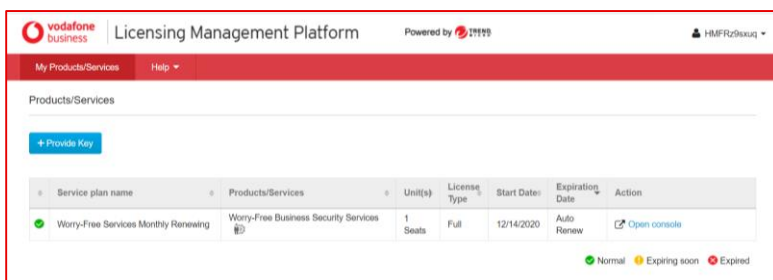 vodafone business Licensing Management Platform Powered by TREND HMFRz9sxuq
My Products/Services Help
Products/Services
+ Provide Key
Service plan name Products/Services Unit(s) License Type Start Date Expiration Date Action
Worry-Free Services Monthly Renewing Worry-Free Business Security Services 1 Seats Full 12/14/2020 Auto Renew Open console
Normal Expiring soon Expired